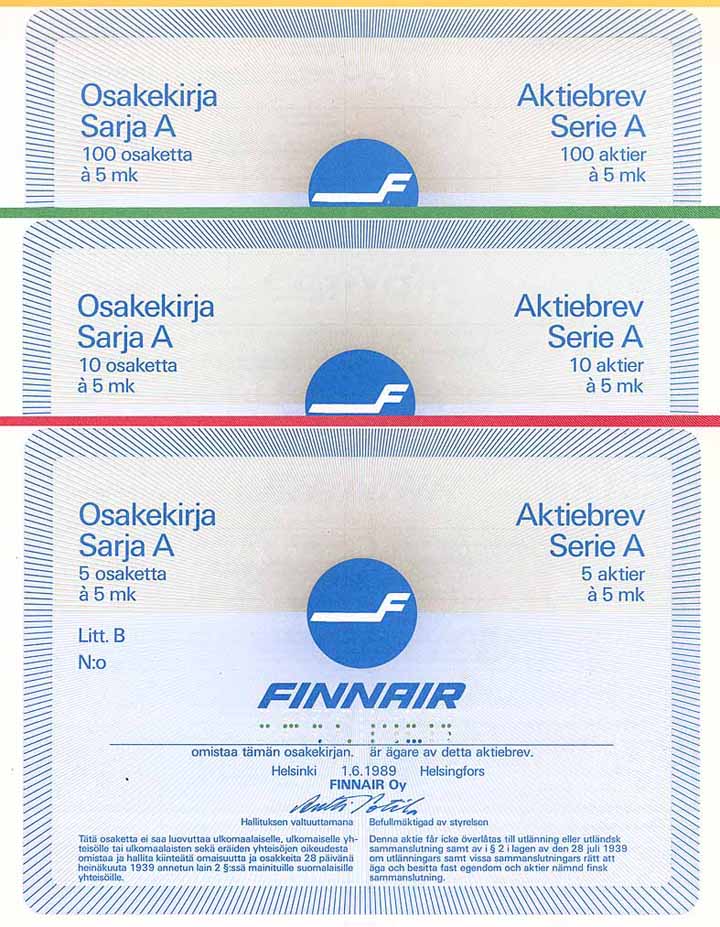 Osakekirja
Sarja A
100 osaketta
à 5 mk
Aktiebrev
Serie A
100 aktier
à 5 mk
F
Osakekirja
Sarja A
10 osaketta
à 5 mk
Aktiebrev
Serie A
10 aktier
à 5 mk
F
Osakekirja
Sarja A
5 osaketta
à 5 mk
Aktiebrev
Serie A
5 aktier
à 5 mk
F
Litt. B
N:o
FINNAIR
omistaa tämän osakekirjan. är ägare av detta aktiebrev.
Helsinki 1.6.1989 Helsingfors
FINNAIR Oy
Hallituksen valtuuttamana
Befullmäktigad av styrelsen
Tätä osaketta ei saa luovuttaa ulkomaalaiselle, ulkomaiselle yh-
teisölle tai ulkomaalaisten sekä eräiden yhteisöjen oikeudesta
omistaa ja hallita kiinteätä omaisuutta ja osakkeita 28 päivänä
heinäkuuta 1939 annetun lain 2 §:ssä mainituille suomalaisille
yhteisöille.
Denna aktie får icke överlåtas till utlänning eller utländsk
sammanslutning samt av i § 2 i lagen av den 28 juli 1939
om utlänningars samt vissa sammanslutningars rätt att
äga och besitta fast egendom och aktier nämnd finsk
sammanslutning.